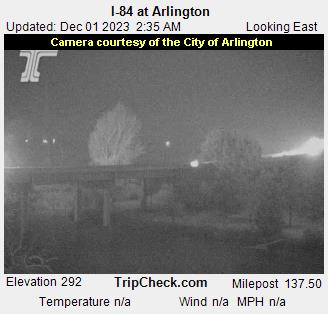 I-84 at Arlington
Updated: Dec 01 2023 2:35 AM Looking East
Camera courtesy of the City of Arlington
Elevation 292 TripCheck.com Milepost 137.50
Temperature n/a Wind n/a MPH n/a